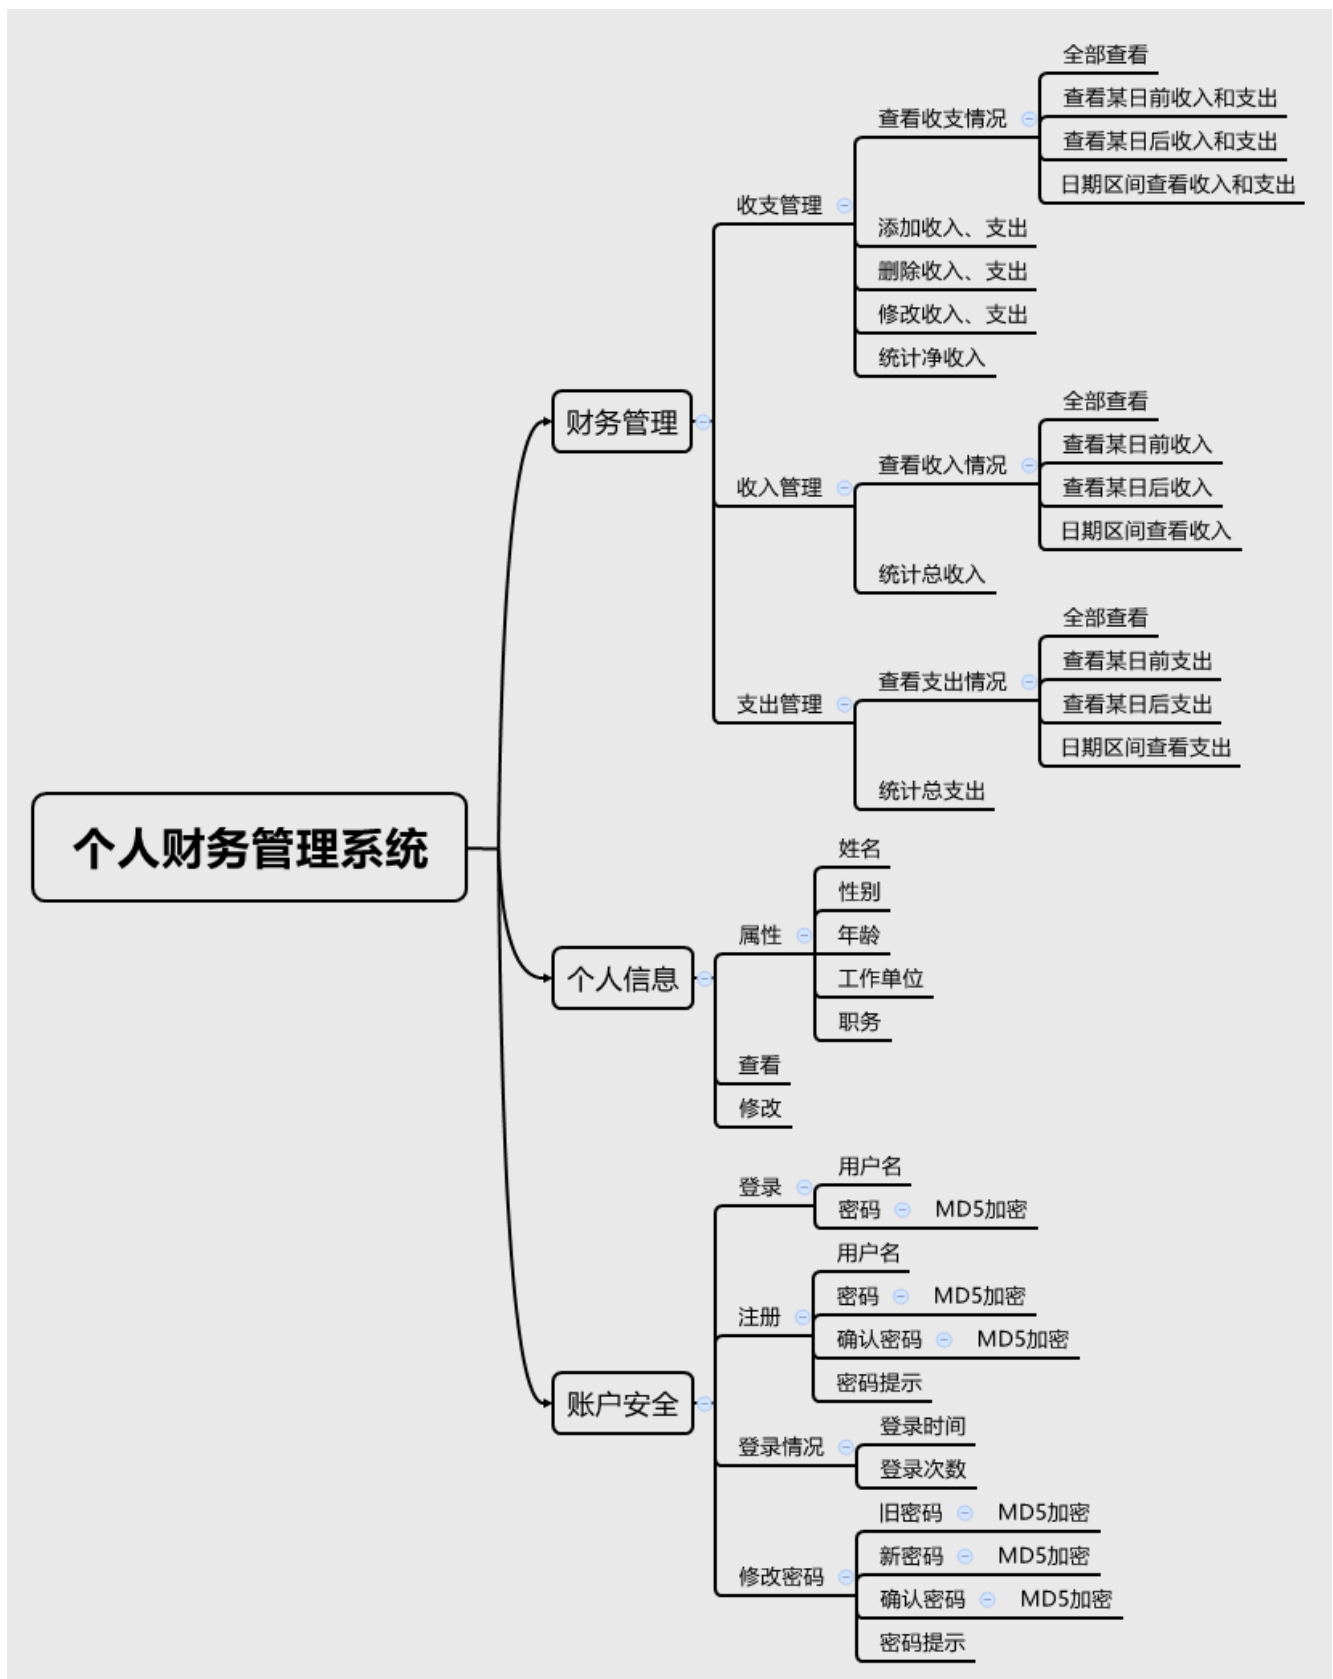 个人财务管理系统
财务管理
收支管理
查看收支情况
全部查看
查看某日前收入和支出
查看某日后收入和支出
日期区间查看收入和支出
添加收入、支出
删除收入、支出
修改收入、支出
统计净收入
收入管理
查看收入情况
全部查看
查看某日前收入
查看某日后收入
日期区间查看收入
统计总收入
支出管理
查看支出情况
全部查看
查看某日前支出
查看某日后支出
日期区间查看支出
统计总支出
个人信息
属性
姓名
性别
年龄
工作单位
职务
查看
修改
账户安全
登录
用户名
密码 MD5加密
注册
用户名
密码 MD5加密
确认密码 MD5加密
密码提示
登录情况
登录时间
登录次数
修改密码
旧密码 MD5加密
新密码 MD5加密
确认密码 MD5加密
密码提示